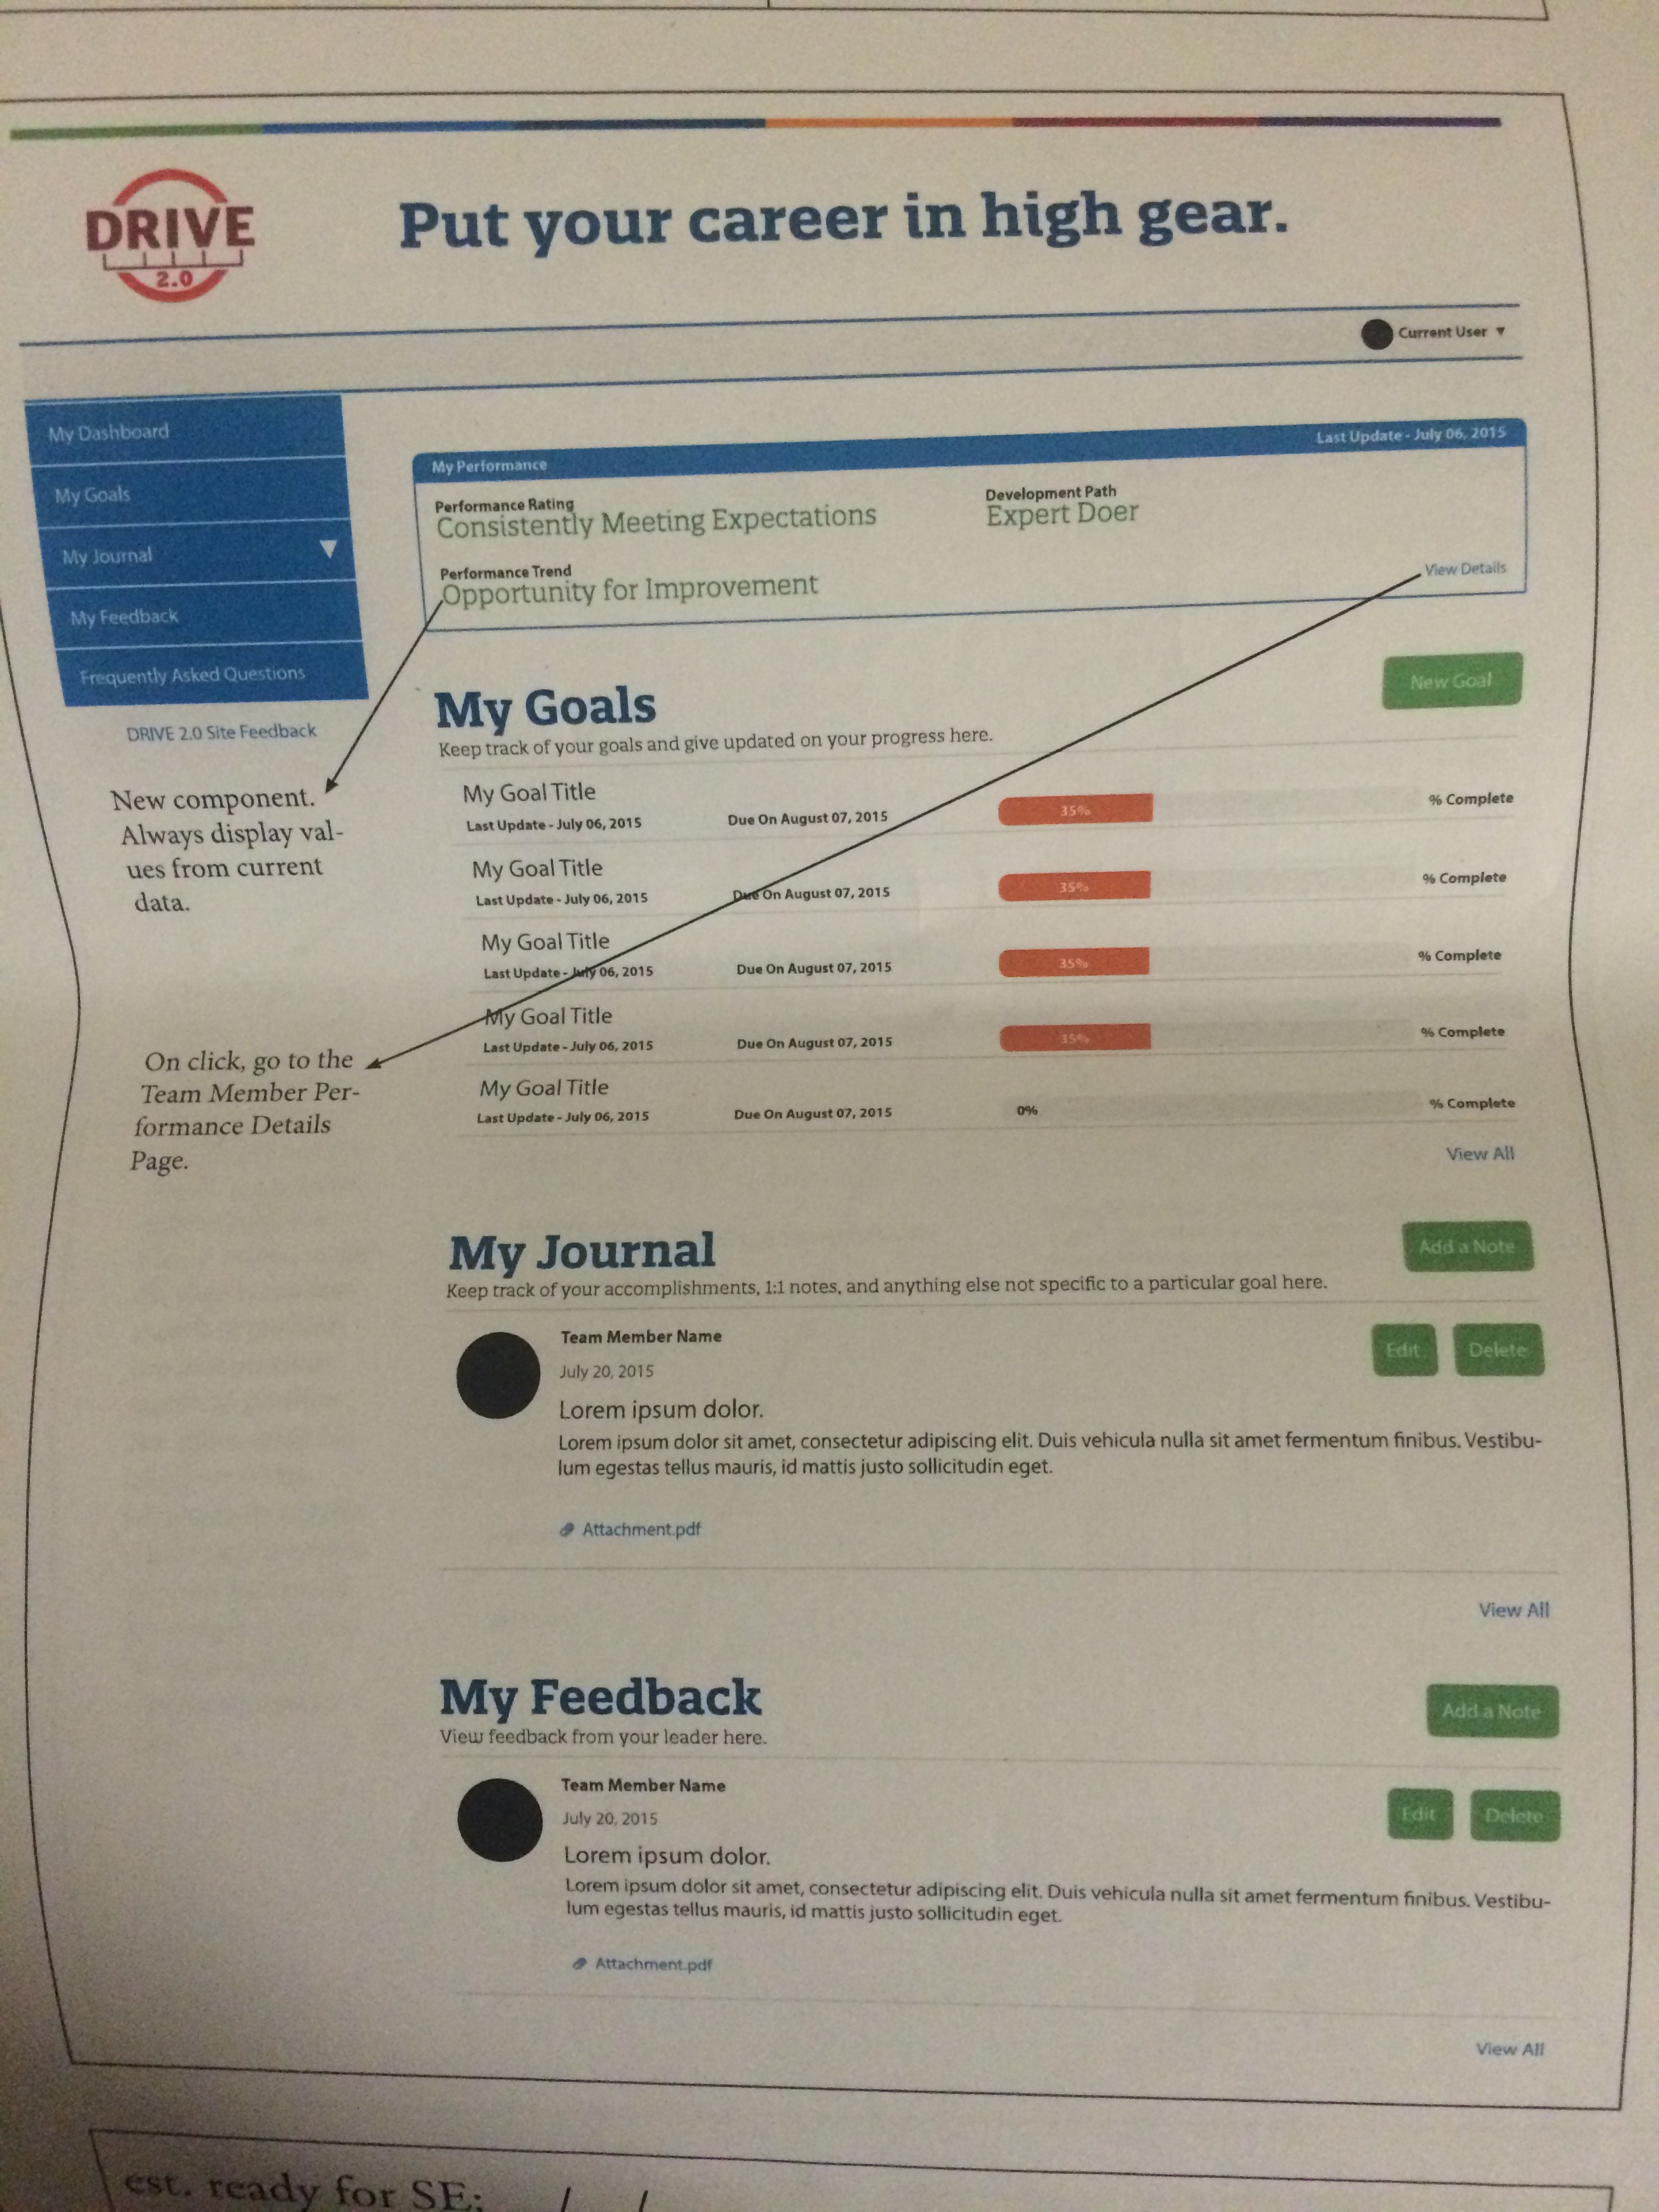 DRIVE
2.0
Put your career in high gear.
Current User ▼
My Dashboard
My Goals
My Journal ▼
My Feedback
Frequently Asked Questions
DRIVE 2.0 Site Feedback
New component.
Always display val-
ues from current
data.
On click, go to the
Team Member Per-
formance Details
Page.
My Performance
Last Update - July 06, 2015
Performance Rating
Consistently Meeting Expectations
Development Path
Expert Doer
Performance Trend
Opportunity for Improvement
View Details
My Goals
New Goal
Keep track of your goals and give updated on your progress here.
My Goal Title
Last Update - July 06, 2015 Due On August 07, 2015 35% % Complete
My Goal Title
Last Update - July 06, 2015 Due On August 07, 2015 35% % Complete
My Goal Title
Last Update - July 06, 2015 Due On August 07, 2015 35% % Complete
My Goal Title
Last Update - July 06, 2015 Due On August 07, 2015 35% % Complete
My Goal Title
Last Update - July 06, 2015 Due On August 07, 2015 0% % Complete
View All
My Journal
Add a Note
Keep track of your accomplishments, 1:1 notes, and anything else not specific to a particular goal here.
Team Member Name
Edit Delete
July 20, 2015
Lorem ipsum dolor.
Lorem ipsum dolor sit amet, consectetur adipiscing elit. Duis vehicula nulla sit amet fermentum finibus. Vestibu-
lum egestas tellus mauris, id mattis justo sollicitudin eget.
Attachment.pdf
View All
My Feedback
Add a Note
View feedback from your leader here.
Team Member Name
Edit Delete
July 20, 2015
Lorem ipsum dolor.
Lorem ipsum dolor sit amet, consectetur adipiscing elit. Duis vehicula nulla sit amet fermentum finibus. Vestibu-
lum egestas tellus mauris, id mattis justo sollicitudin eget.
Attachment.pdf
View All
est. ready for SE: / /